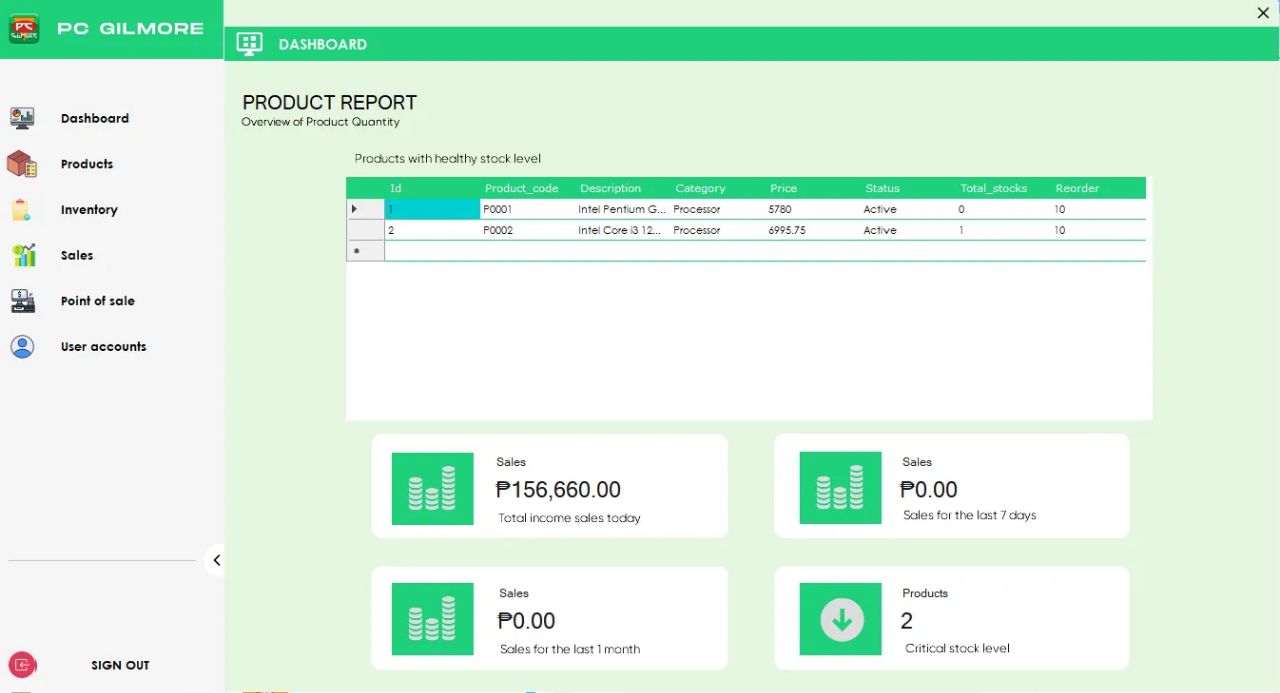 PC GILMORE
DASHBOARD
Dashboard
Products
Inventory
Sales
Point of sale
User accounts
SIGN OUT
PRODUCT REPORT
Overview of Product Quantity
Products with healthy stock level
Id Product_code Description Category Price Status Total_stocks Reorder
1 P0001 Intel Pentium G... Processor 5780 Active 0 10
2 P0002 Intel Core i3 12... Processor 6995.75 Active 1 10
Sales
₱156,660.00
Total income sales today
Sales
₱0.00
Sales for the last 7 days
Sales
₱0.00
Sales for the last 1 month
Products
2
Critical stock level